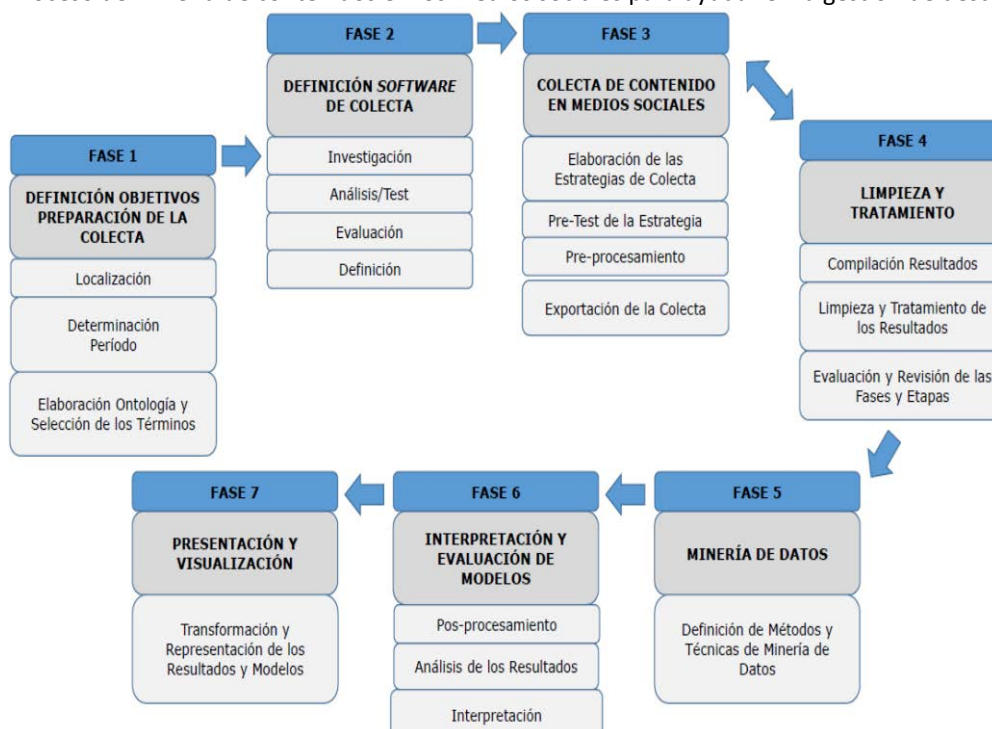 FASE 1
DEFINICIÓN OBJETIVOS
PREPARACIÓN DE LA
COLECTA
Localización
Determinación
Período
Elaboración Ontología y
Selección de los Términos
FASE 2
DEFINICIÓN SOFTWARE
DE COLECTA
Investigación
Análisis/Test
Evaluación
Definición
FASE 3
COLECTA DE CONTENIDO
EN MEDIOS SOCIALES
Elaboración de las
Estrategias de Colecta
Pre-Test de la Estrategia
Pre-procesamiento
Exportación de la Colecta
FASE 4
LIMPIEZA Y
TRATAMIENTO
Compilación Resultados
Limpieza y Tratamiento de
los Resultados
Evaluación y Revisión de las
Fases y Etapas
FASE 5
MINERÍA DE DATOS
Definición de Métodos y
Técnicas de Minería de
Datos
FASE 6
INTERPRETACIÓN Y
EVALUACIÓN DE
MODELOS
Pos-procesamiento
Análisis de los Resultados
Interpretación
FASE 7
PRESENTACIÓN Y
VISUALIZACIÓN
Transformación y
Representación de los
Resultados y Modelos